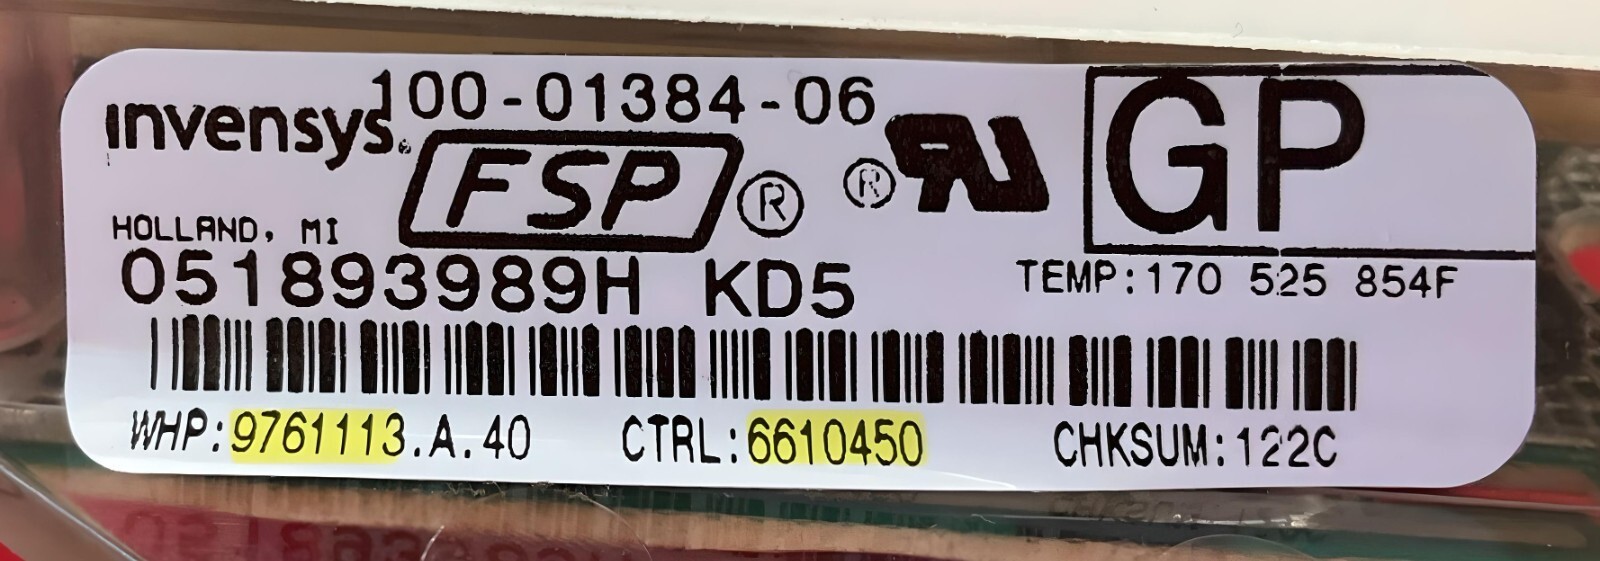 100-01384-06
invensys.
FSP ® ® RU GP
HOLLAND, MI
051893989H KD5
TEMP:170 525 854F
WHP:9761113.A.40 CTRL:6610450 CHKSUM:122C